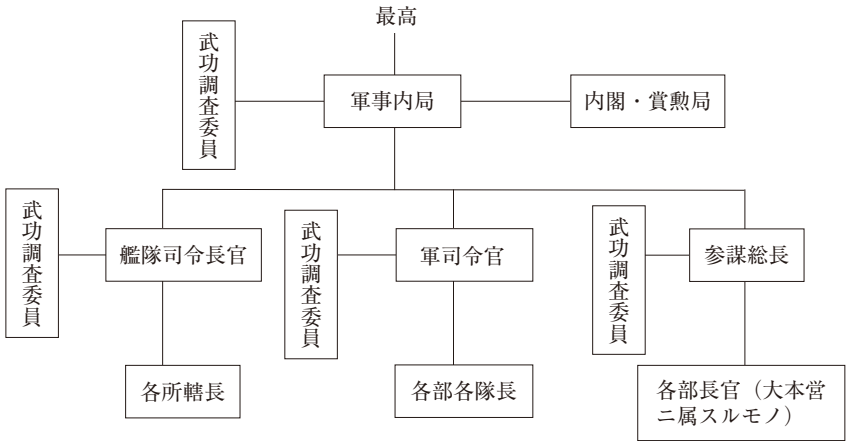 最高
武功調査委員
軍事内局
内閣・賞勲局
武功調査委員
艦隊司令長官
武功調査委員
軍司令官
武功調査委員
参謀総長
各所轄長
各部各隊長
各部長官（大本営
ニ属スルモノ）